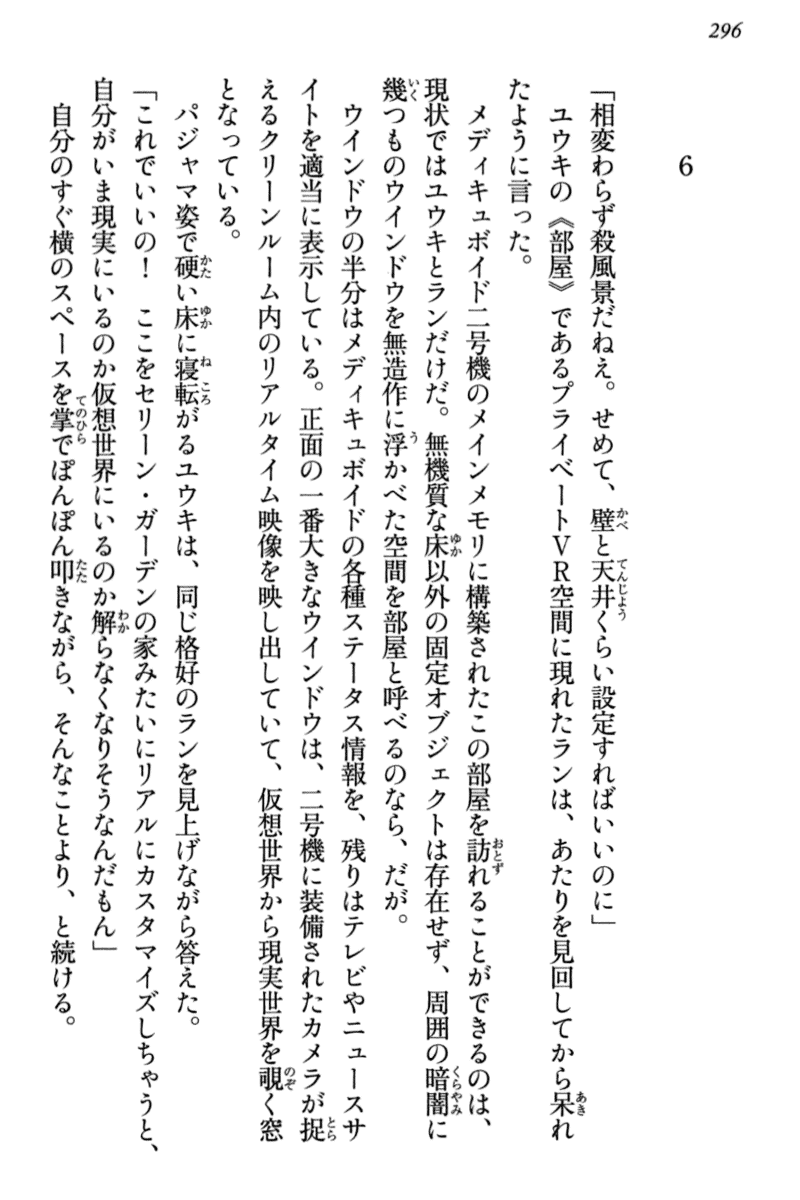 296
6
「相変わらず殺風景だねえ。せめて、壁と天井くらい設定すればいいのに」
ユウキの《部屋》であるプライベートVR空間に現れたランは、あたりを見回してから呆れ
たように言った。
メディキュボイド二号機のメインメモリに構築されたこの部屋を訪れることができるのは、
現状ではユウキとランだけだ。無機質な床以外の固定オブジェクトは存在せず、周囲の暗闇に
幾つものウインドウを無造作に浮かべた空間を部屋と呼べるのなら、だが。
ウインドウの半分はメディキュボイドの各種ステータス情報を、残りはテレビやニュースサ
イトを適当に表示している。正面の一番大きなウインドウは、二号機に装備されたカメラが捉
えるクリーンルーム内のリアルタイム映像を映し出していて、仮想世界から現実世界を覗く窓
となっている。
パジャマ姿で硬い床に寝転がるユウキは、同じ格好のランを見上げながら答えた。
「これでいいの！　ここをセリーン・ガーデンの家みたいにリアルにカスタマイズしちゃうと、
自分がいま現実にいるのか仮想世界にいるのか解らなくなりそうなんだもん」
自分のすぐ横のスペースを掌でぽんぽん叩きながら、そんなことより、と続ける。